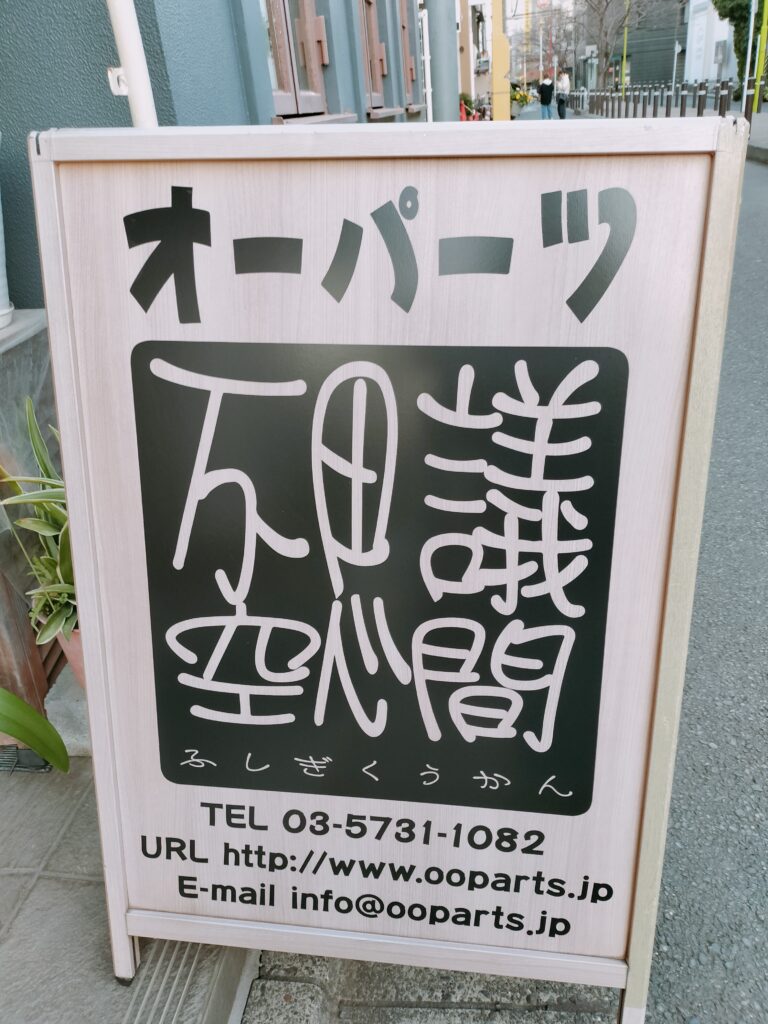 オーパーツ
不思議
空間
ふしぎくうかん
TEL 03-5731-1082
URL http://www.ooparts.jp
E-mail info@ooparts.jp